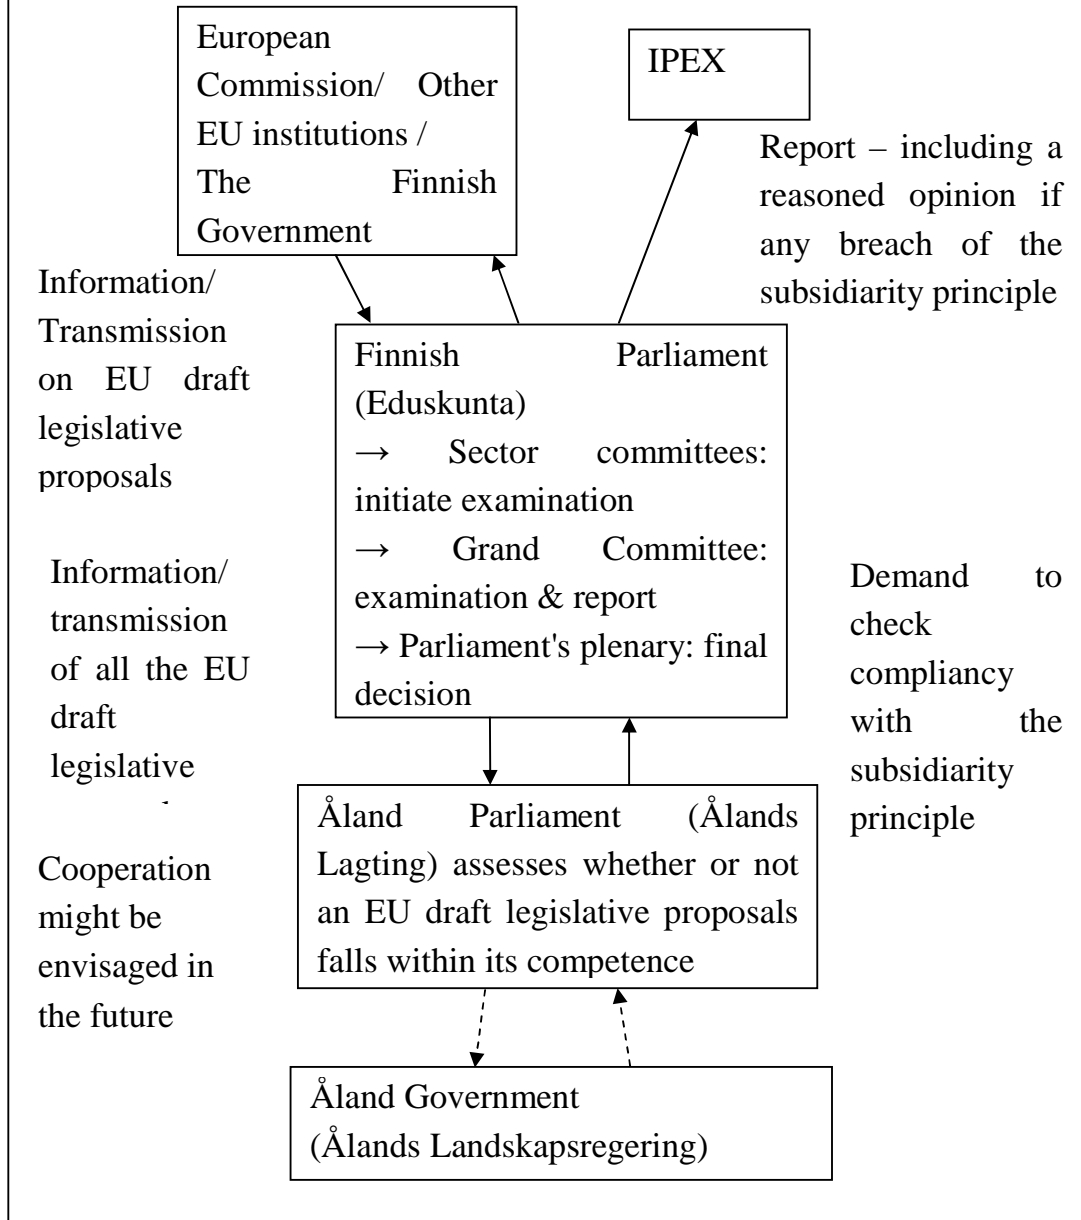 European
Commission/ Other
EU institutions /
The Finnish
Government
IPEX
Report – including a
reasoned opinion if
any breach of the
subsidiarity principle
Information/
Transmission
on EU draft
legislative
proposals
Finnish Parliament
(Eduskunta)
→ Sector committees:
initiate examination
→ Grand Committee:
examination & report
→ Parliament's plenary: final
decision
Information/
transmission
of all the EU
draft
legislative
Demand to
check
compliancy
with the
subsidiarity
principle
Åland Parliament (Ålands
Lagting) assesses whether or not
an EU draft legislative proposals
falls within its competence
Cooperation
might be
envisaged in
the future
Åland Government
(Ålands Landskapsregering)